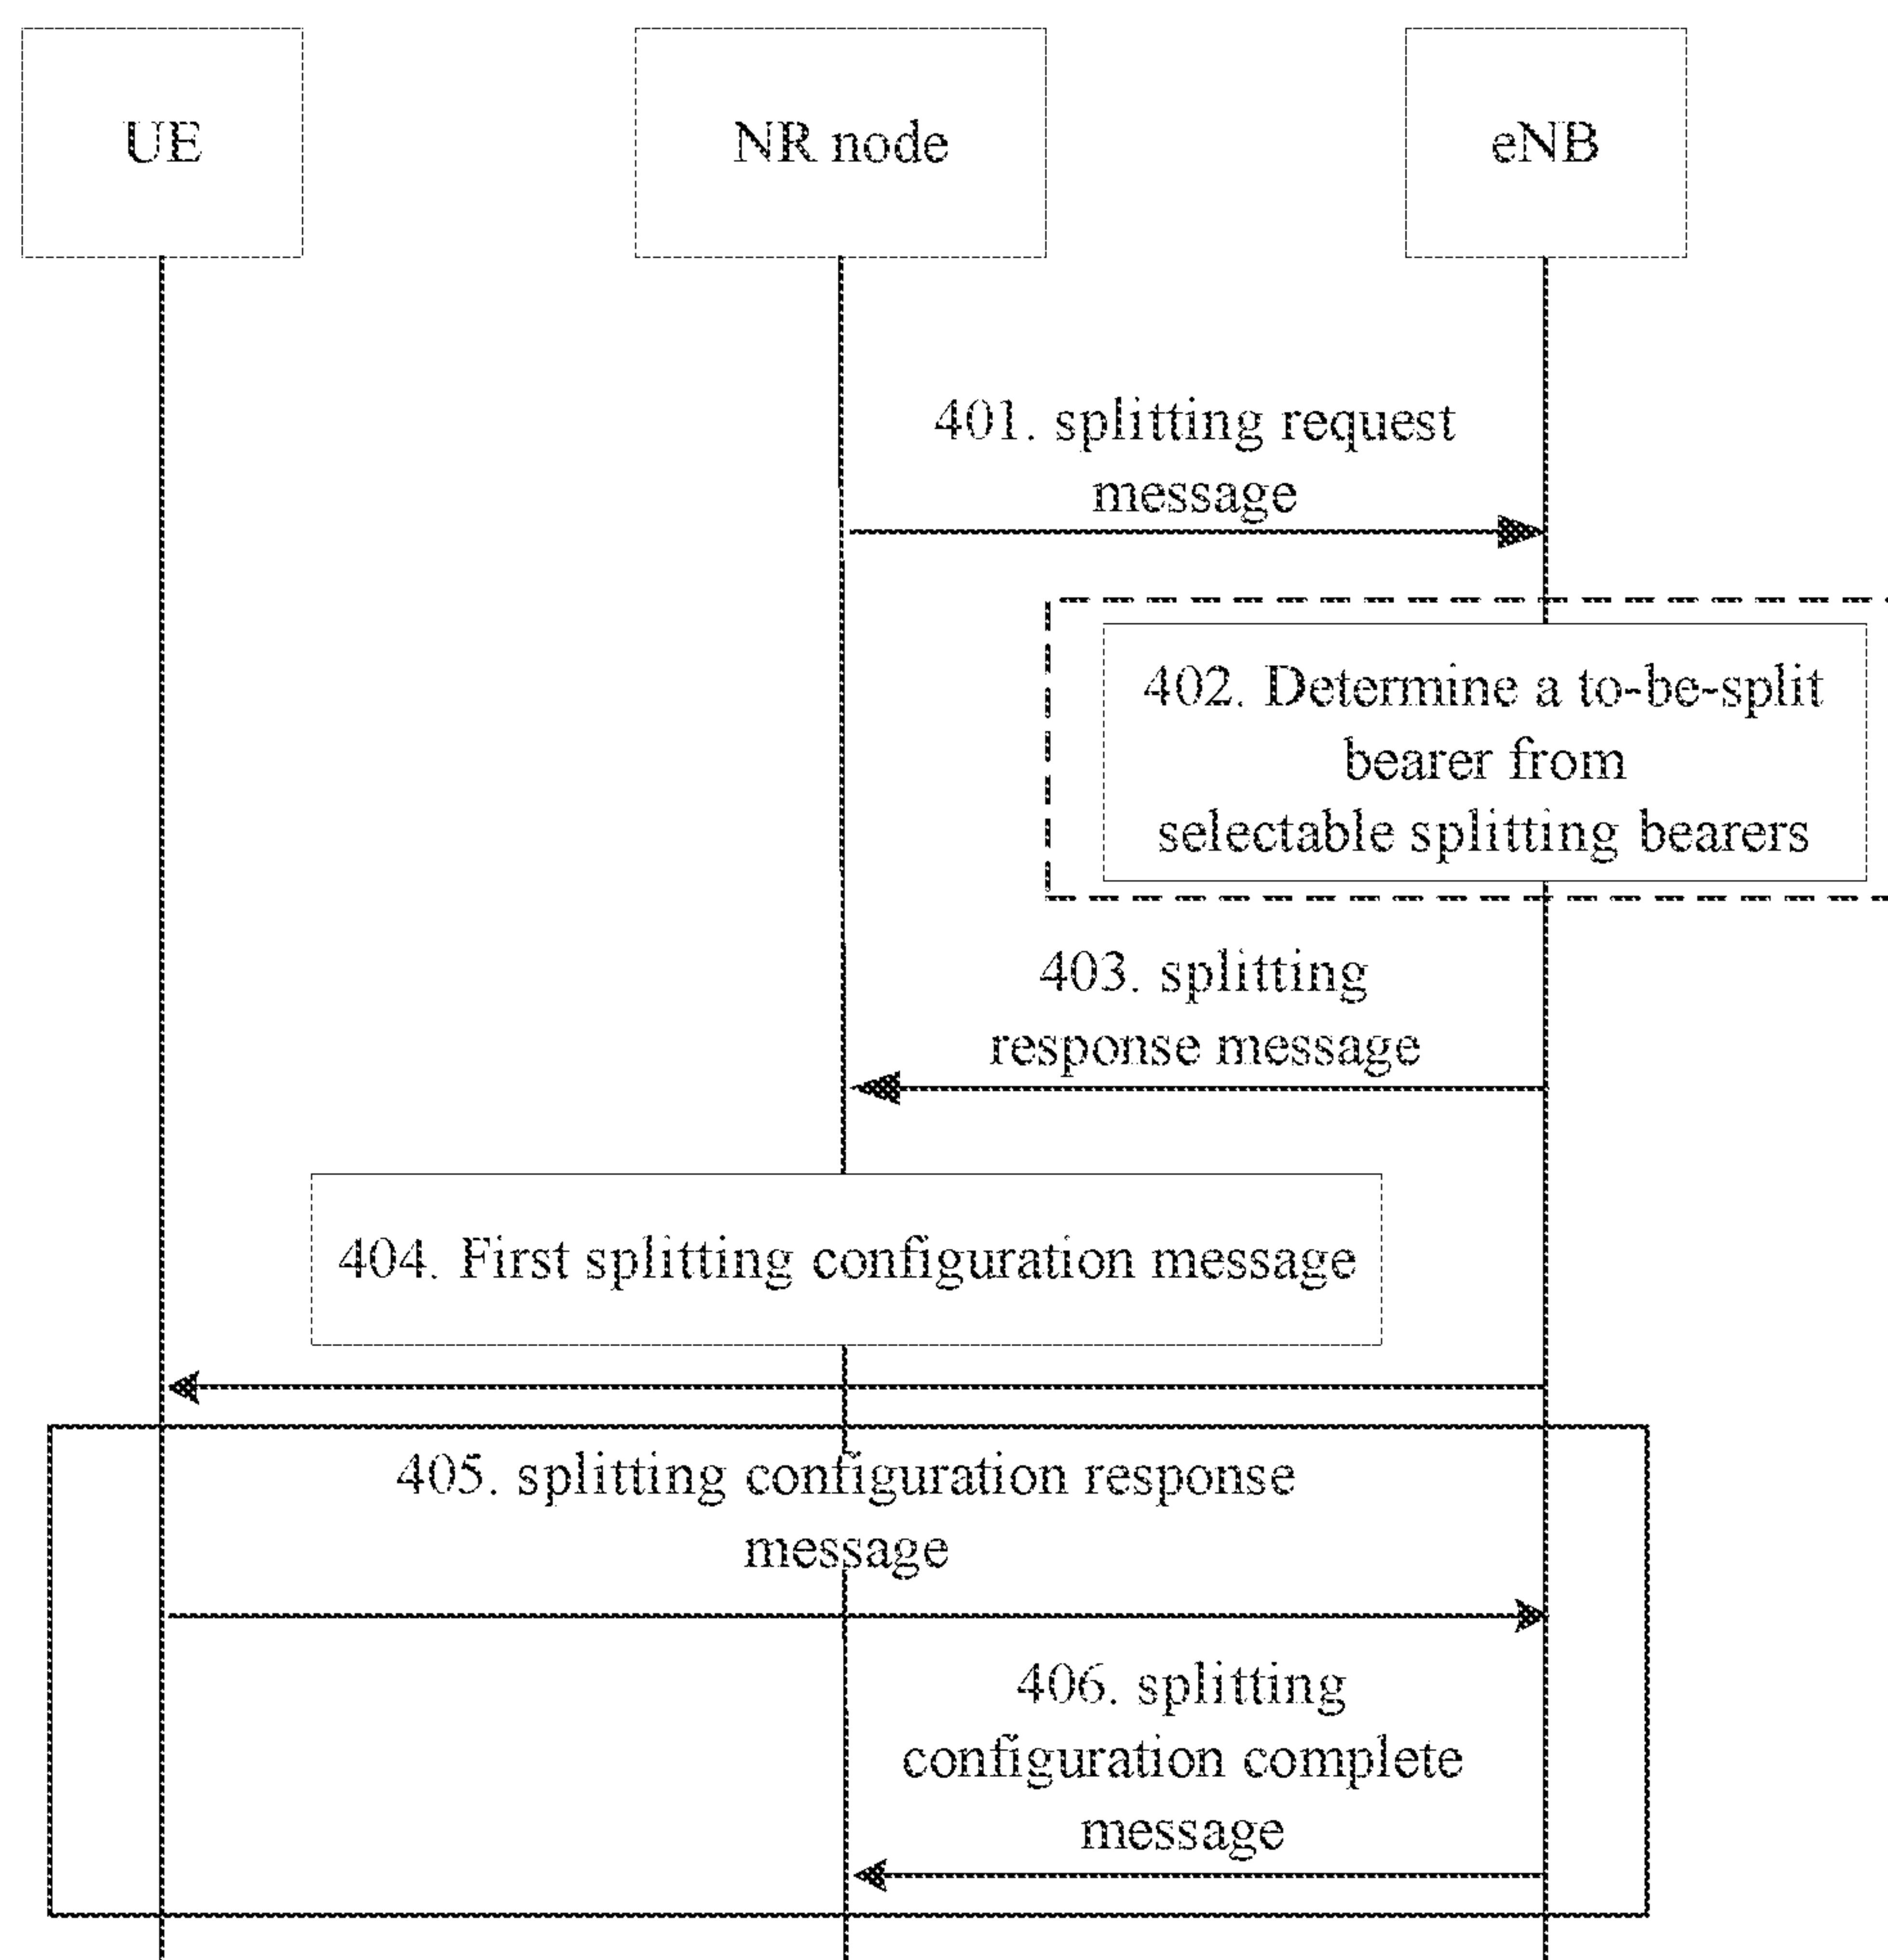 UE
NR node
eNB
401. splitting request
message
402. Determine a to-be-split
bearer from
selectable splitting bearers
403. splitting
response message
404. First splitting configuration message
405. splitting configuration response
message
406. splitting
configuration complete
message